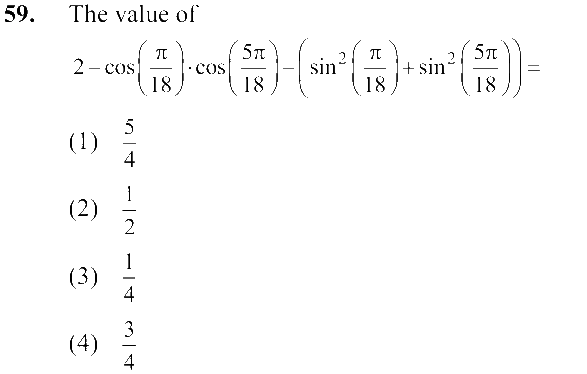 59. The value of
2 – cos(π/18) · cos(5π/18) – (sin²(π/18) + sin²(5π/18)) =
(1) 5/4
(2) 1/2
(3) 1/4
(4) 3/4